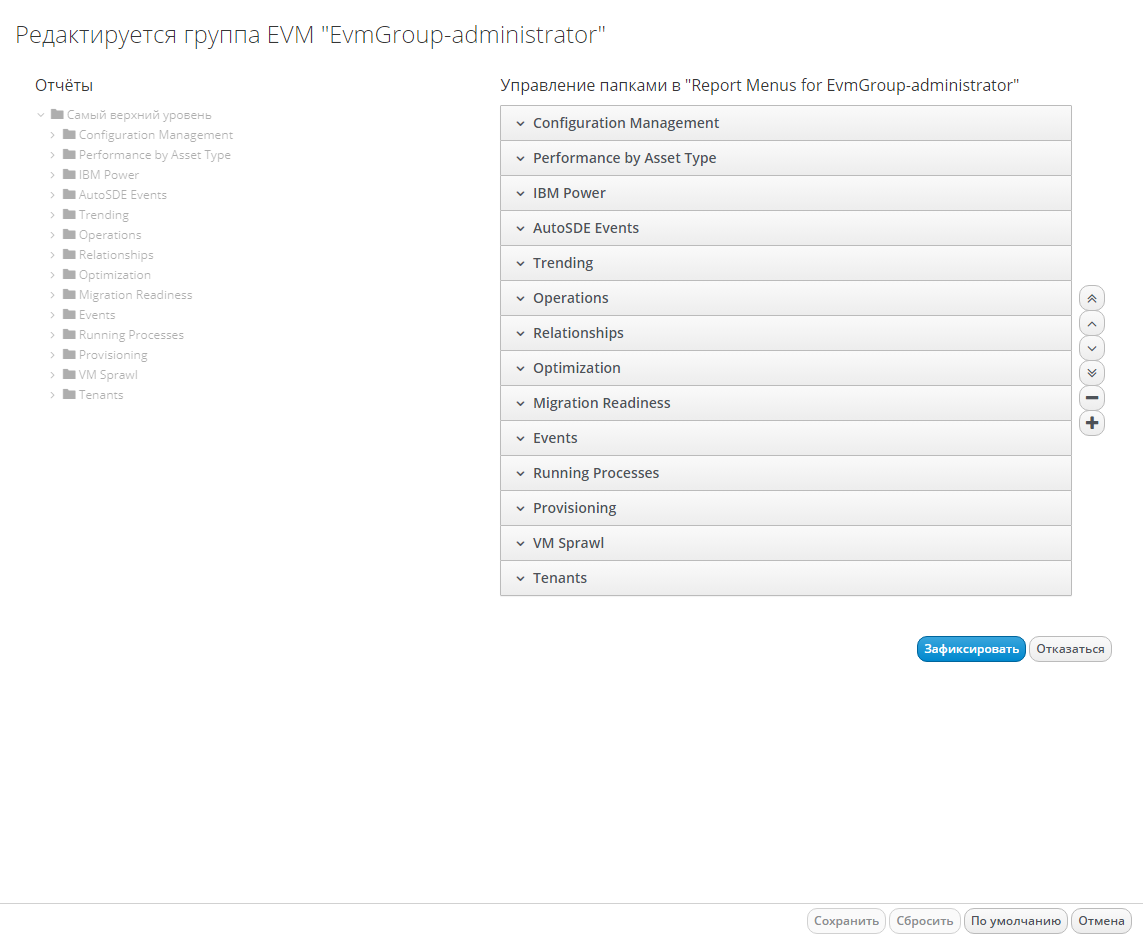 Редактируется группа EVM "EvmGroup-administrator"
Отчёты
Самый верхний уровень
Configuration Management
Performance by Asset Type
IBM Power
AutoSDE Events
Trending
Operations
Relationships
Optimization
Migration Readiness
Events
Running Processes
Provisioning
VM Sprawl
Tenants
Управление папками в "Report Menus for EvmGroup-administrator"
Configuration Management
Performance by Asset Type
IBM Power
AutoSDE Events
Trending
Operations
Relationships
Optimization
Migration Readiness
Events
Running Processes
Provisioning
VM Sprawl
Tenants
Зафиксировать Отказаться
Сохранить Сбросить По умолчанию Отмена